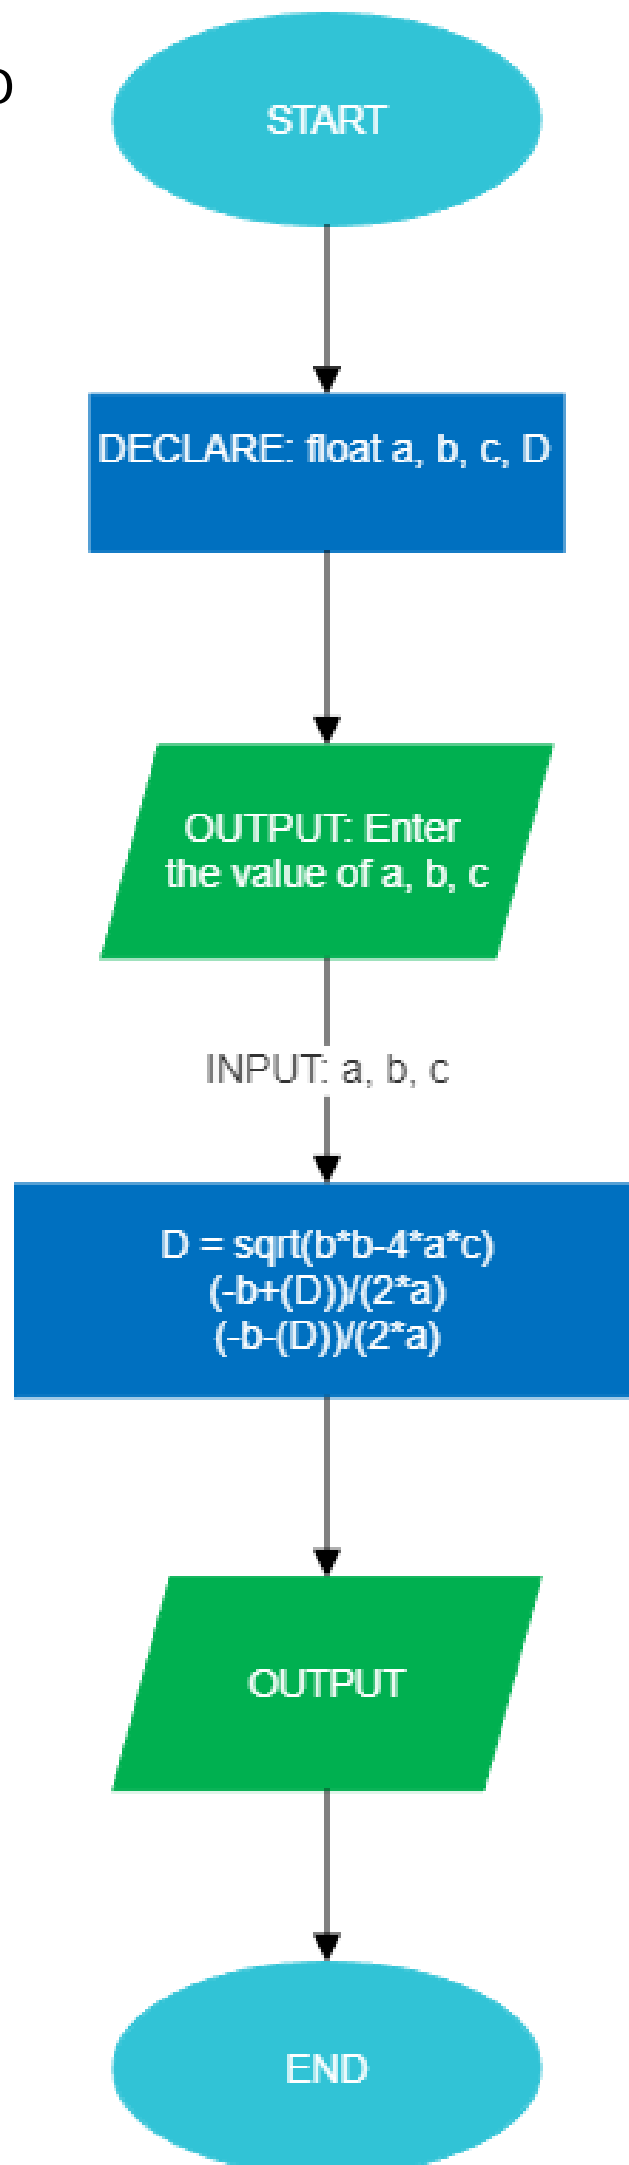 START
DECLARE: float a, b, c, D
OUTPUT: Enter
the value of a, b, c
INPUT: a, b, c
D = sqrt(b*b-4*a*c)
(-b+(D))/(2*a)
(-b-(D))/(2*a)
OUTPUT
END